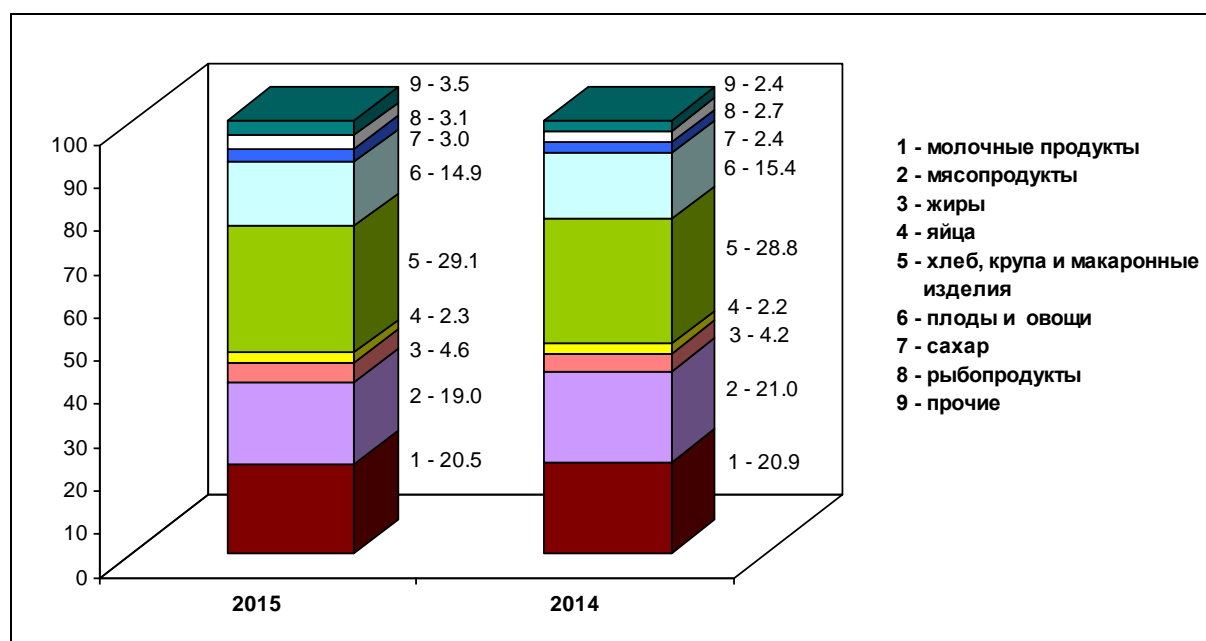 100
90
80
70
60
50
40
30
20
10
0
9 - 3.5
8 - 3.1
7 - 3.0
6 - 14.9
5 - 29.1
4 - 2.3
3 - 4.6
2 - 19.0
1 - 20.5
9 - 2.4
8 - 2.7
7 - 2.4
6 - 15.4
5 - 28.8
4 - 2.2
3 - 4.2
2 - 21.0
1 - 20.9
2015
2014
1 - молочные продукты
2 - мясопродукты
3 - жиры
4 - яйца
5 - хлеб, крупа и макаронные
изделия
6 - плоды и овощи
7 - сахар
8 - рыбопродукты
9 - прочие